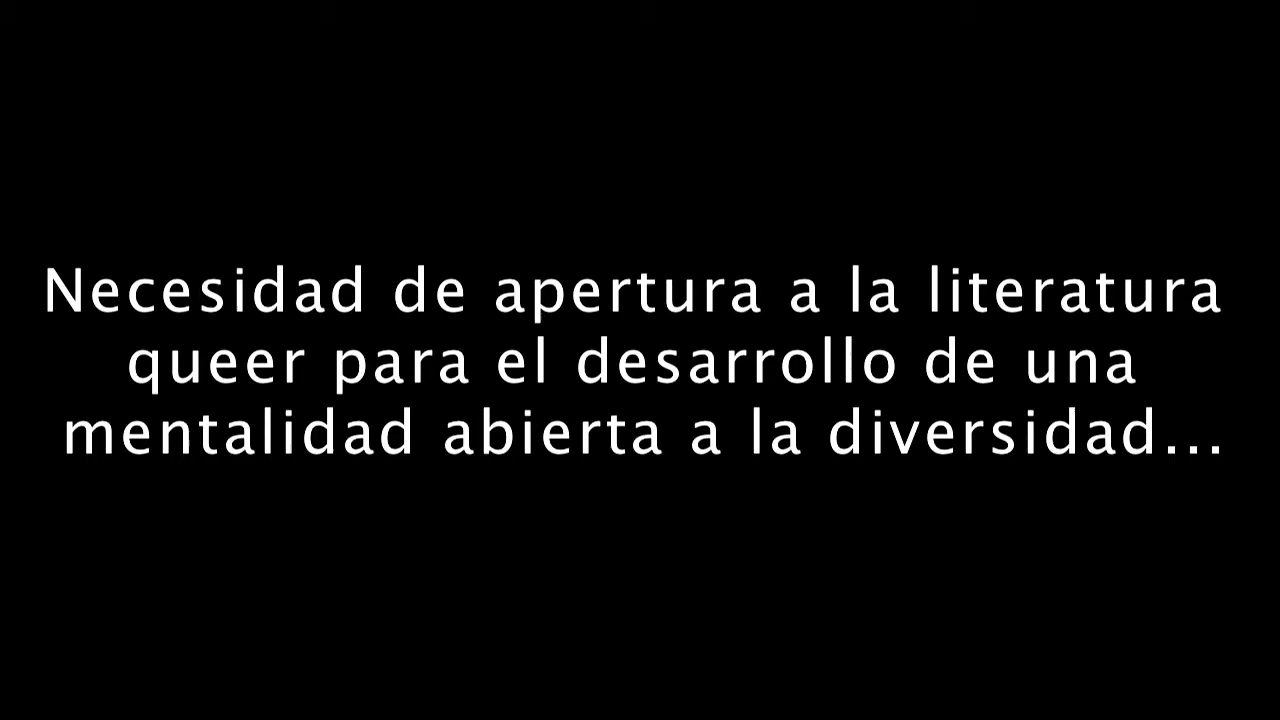 Necesidad de apertura a la literatura
queer para el desarrollo de una
mentalidad abierta a la diversidad...